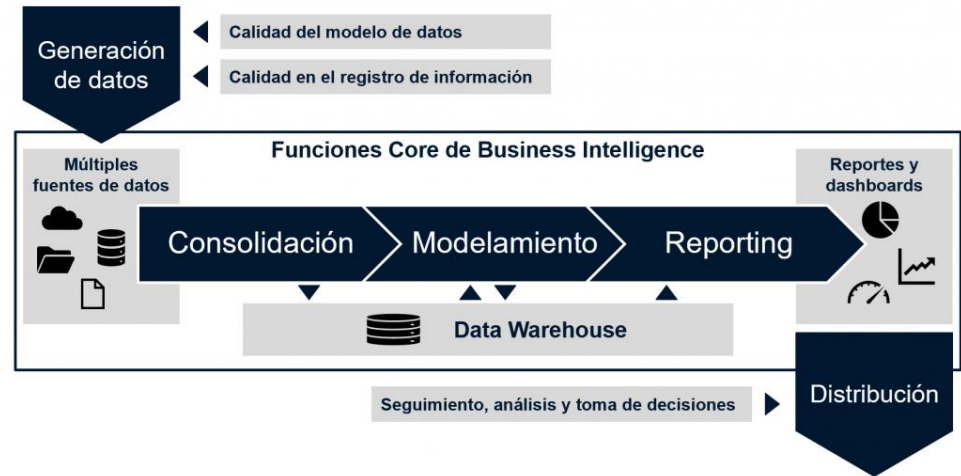 Generación
de datos
Calidad del modelo de datos
Calidad en el registro de información
Funciones Core de Business Intelligence
Múltiples
fuentes de datos
Reportes y
dashboards
Consolidación
Modelamiento
Reporting
Data Warehouse
Seguimiento, análisis y toma de decisiones
Distribución